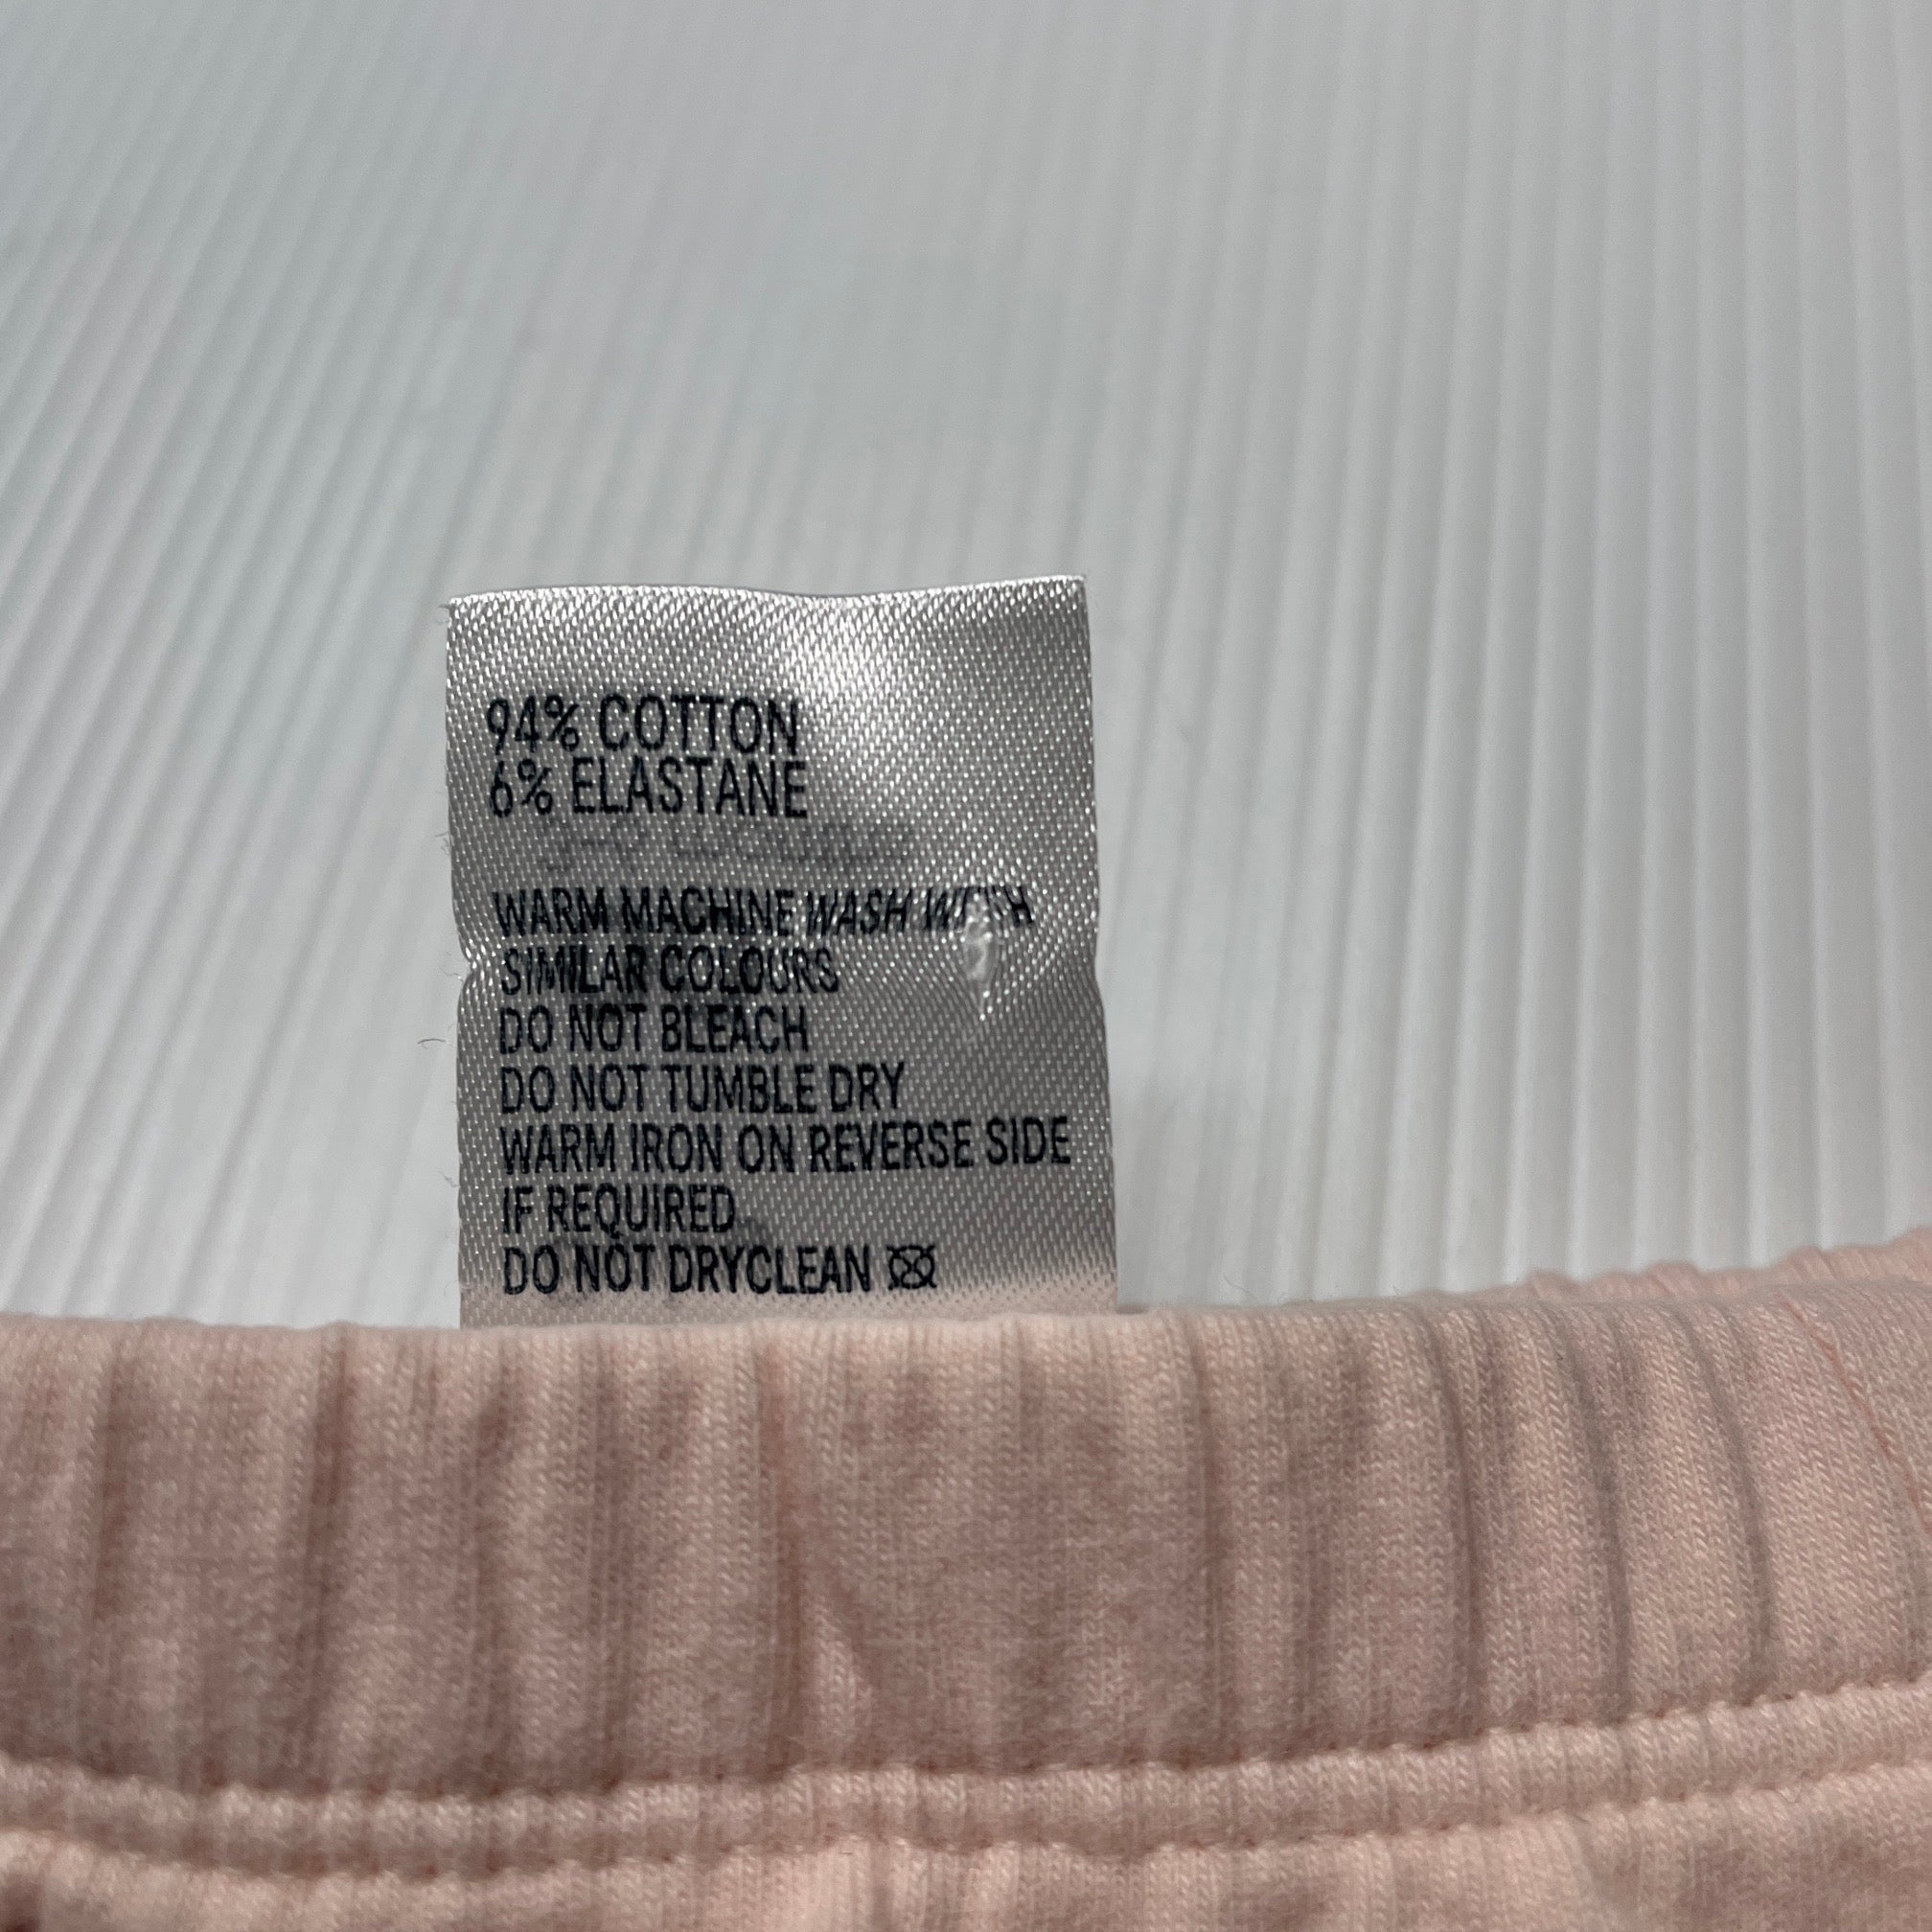 94% COTTON
6% ELASTANE
WARM MACHINE WASH WITH
SIMILAR COLOURS
DO NOT BLEACH
DO NOT TUMBLE DRY
WARM IRON ON REVERSE SIDE
IF REQUIRED
DO NOT DRYCLEAN